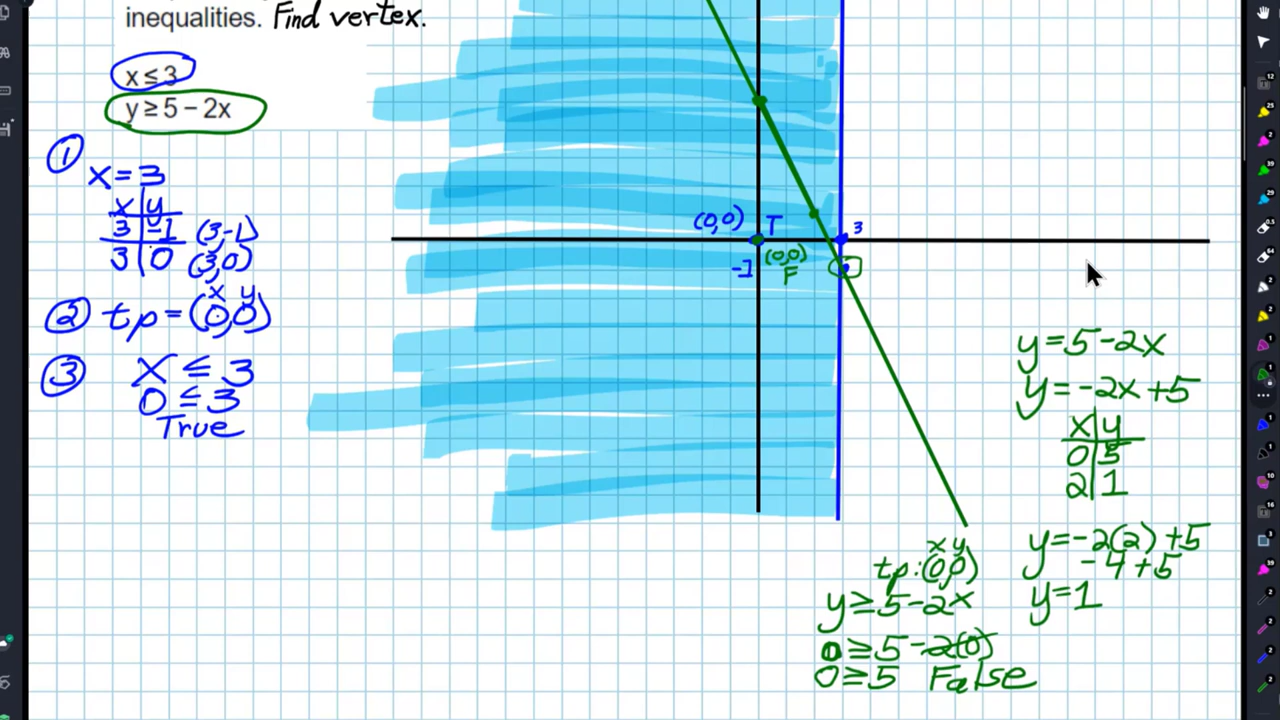 inequalities. Find vertex.
x ≤ 3
y ≥ 5 − 2x
①
x = 3
x | y
3 | -1 (3,-1)
3 | 0 (3,0)
x y
② tp = (0,0)
③ x ≤ 3
0 ≤ 3
True
(0,0) T 3
-1 (0,0)
F
y = 5 - 2x
y = -2x + 5
x | y
0 | 5
2 | 1
y = -2(2) + 5
-4 + 5
y = 1
x y
tp: (0,0)
y ≥ 5 - 2x
0 ≥ 5 - 2(0)
0 ≥ 5 False